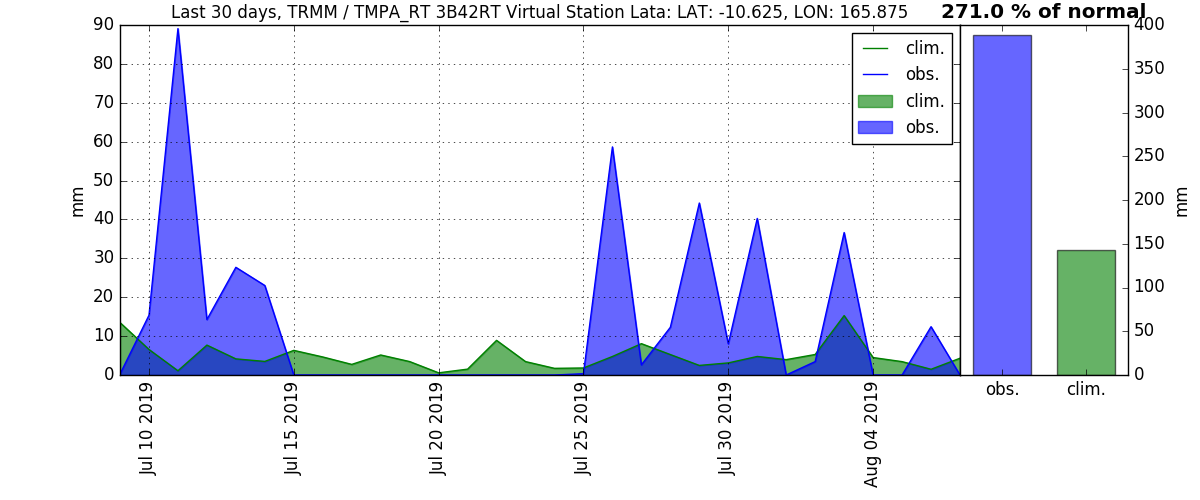 Last 30 days, TRMM / TMPA_RT 3B42RT Virtual Station Lata: LAT: -10.625, LON: 165.875
271.0 % of normal
90
80
70
60
50
40
30
20
10
0
mm
clim.
obs.
clim.
obs.
Jul 10 2019
Jul 15 2019
Jul 20 2019
Jul 25 2019
Jul 30 2019
Aug 04 2019
400
350
300
250
200
150
100
50
0
mm
obs.
clim.